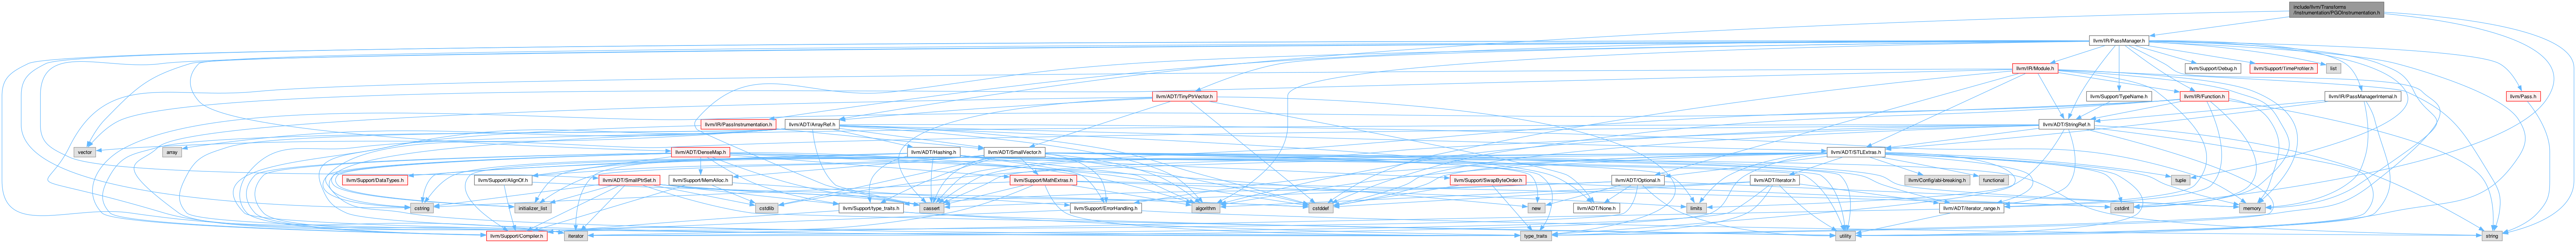 include/llvm/Transforms
/Instrumentation/PGOInstrumentation.h
llvm/IR/PassManager.h
llvm/IR/Module.h
llvm/Support/Debug.h
llvm/Support/TimeProfiler.h
list
llvm/ADT/TinyPtrVector.h
llvm/Support/TypeName.h
llvm/IR/Function.h
llvm/IR/PassManagerInternal.h
llvm/Pass.h
llvm/IR/PassInstrumentation.h
llvm/ADT/ArrayRef.h
llvm/ADT/StringRef.h
vector
array
llvm/ADT/DenseMap.h
llvm/ADT/Hashing.h
llvm/ADT/SmallVector.h
llvm/ADT/STLExtras.h
llvm/Support/DataTypes.h
llvm/Support/AlignOf.h
llvm/ADT/SmallPtrSet.h
llvm/Support/MemAlloc.h
llvm/Support/MathExtras.h
llvm/Support/SwapByteOrder.h
llvm/ADT/Optional.h
llvm/ADT/iterator.h
llvm/Config/abi-breaking.h
functional
tuple
cstring
initializer_list
cstdlib
llvm/Support/type_traits.h
cassert
llvm/Support/ErrorHandling.h
algorithm
cstddef
new
llvm/ADT/None.h
limits
llvm/ADT/iterator_range.h
cstdint
memory
llvm/Support/Compiler.h
iterator
type_traits
utility
string